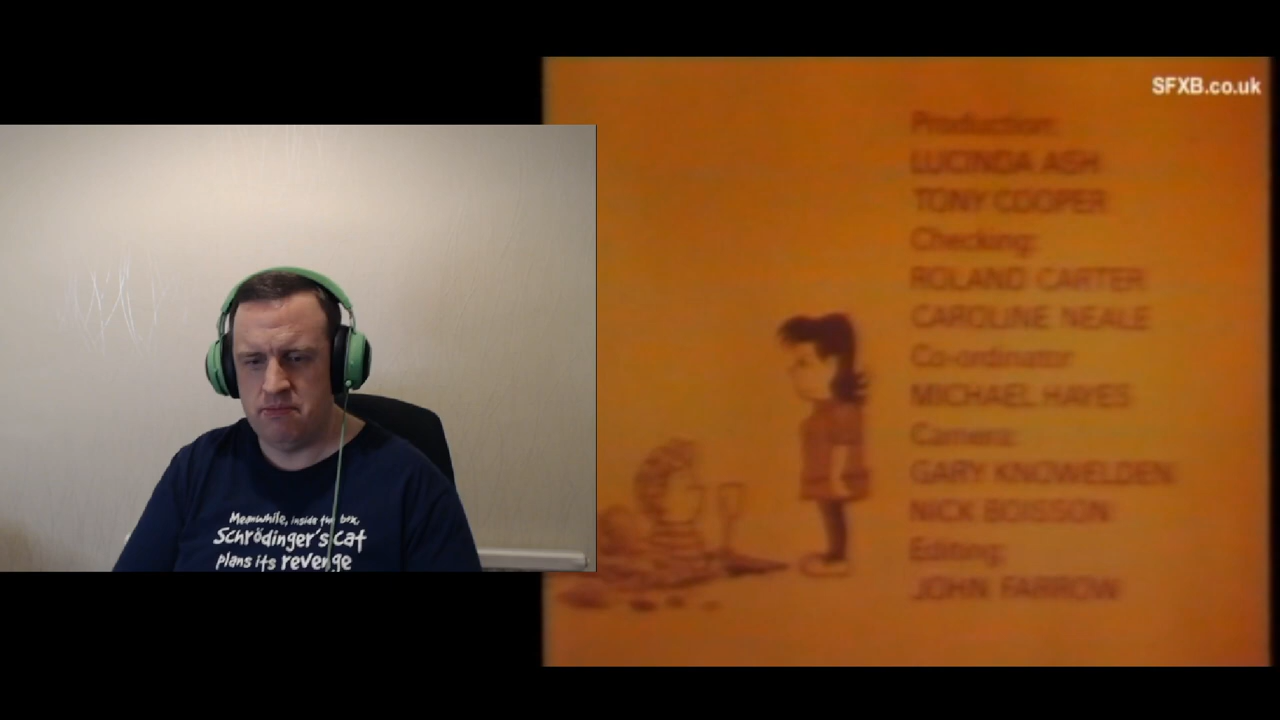 SFXB.co.uk
Production:
LUCINDA ASH
TONY COOPER
Checking:
ROLAND CARTER
CAROLINE NEALE
Co-ordinator
MICHAEL HAYES
Camera:
GARY KNOWELDEN
NICK BOISSON
Editing:
JOHN FARROW
Meanwhile, inside the box,
Schrödinger's cat
plans its revenge